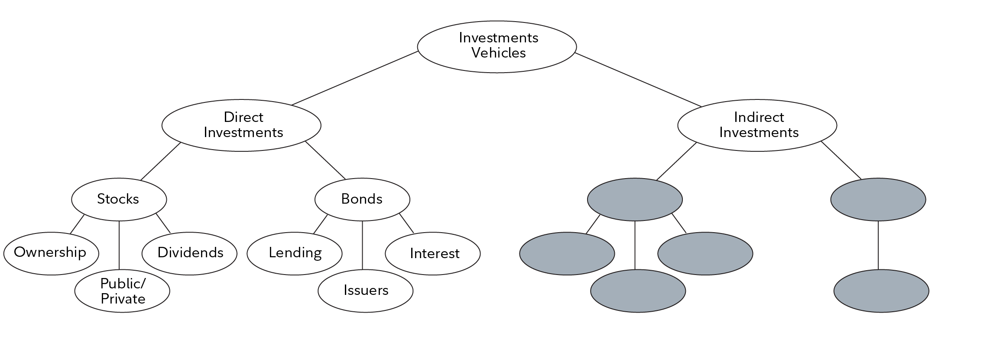 Investments
Vehicles
Direct
Investments
Indirect
Investments
Stocks
Bonds
Ownership
Dividends
Lending
Interest
Public/
Private
Issuers